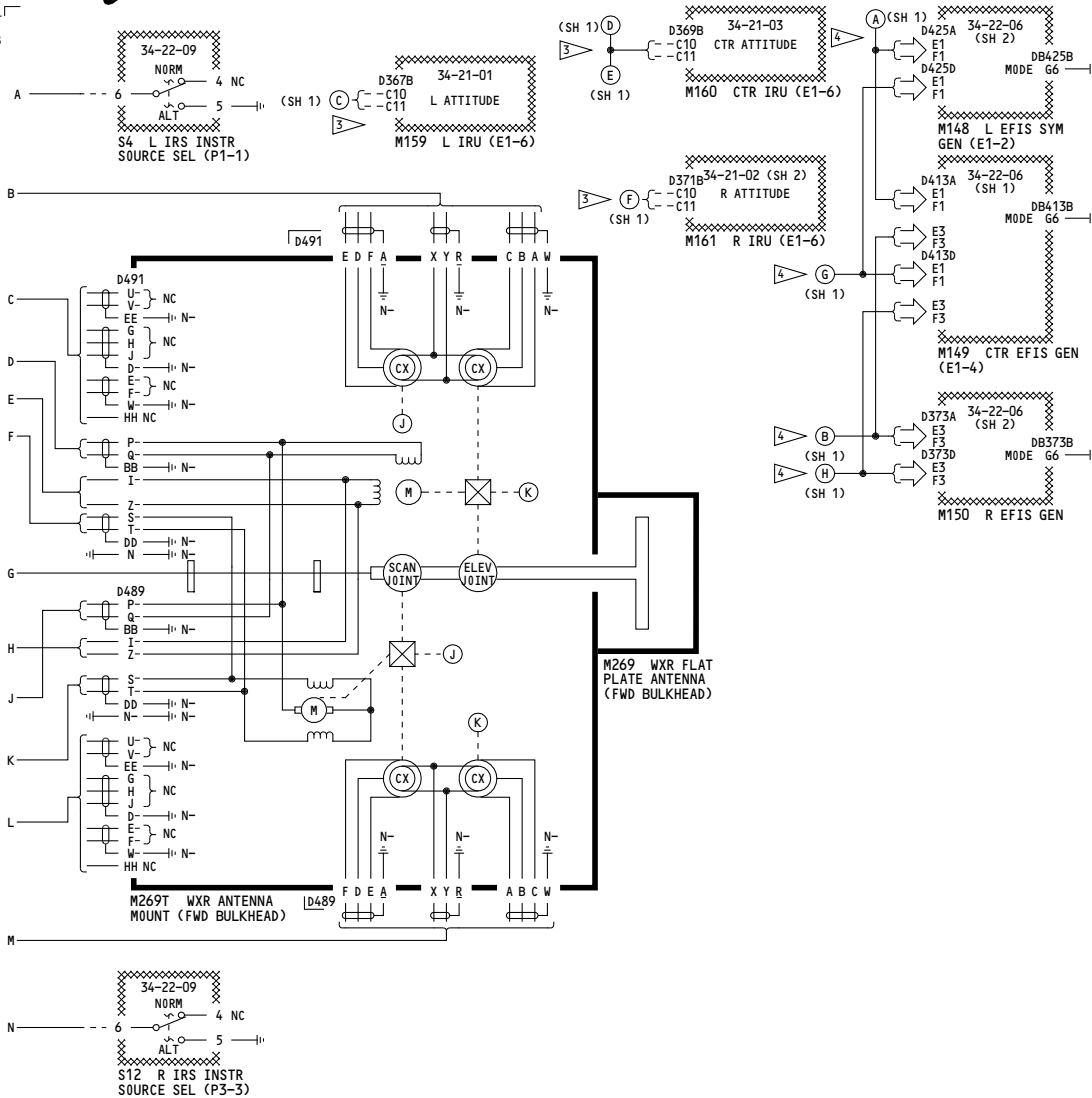 A
34-22-09
NORM
6
4 NC
5
ALT
S4 L IRS INSTR
SOURCE SEL (P1-1)
(SH 1) C
3
D367B
C10
C11
34-21-01
L ATTITUDE
M159 L IRU (E1-6)
(SH 1) D
3
E
(SH 1)
D369B
C10
C11
34-21-03
CTR ATTITUDE
M160 CTR IRU (E1-6)
3
F
(SH 1)
D371B
C10
C11
34-21-02 (SH 2)
R ATTITUDE
M161 R IRU (E1-6)
4
A (SH 1)
D425A
E1
F1
D425D
E1
F1
34-22-06
(SH 2)
DB425B
MODE G6
M148 L EFIS SYM
GEN (E1-2)
D413A
E1
F1
E3
F3
D413D
E1
F1
E3
F3
34-22-06
(SH 1)
DB413B
MODE G6
4
G
(SH 1)
M149 CTR EFIS GEN
(E1-4)
4
B
(SH 1)
4
H
(SH 1)
D373A
E3
F3
D373D
E3
F3
34-22-06
(SH 2)
DB373B
MODE G6
M150 R EFIS GEN
B
D491
E D F A X Y R C B A W
N-
N-
N-
CX
CX
J
C
D491
U-
V-
NC
EE
N-
G
H
J
NC
D-
N-
E-
F-
NC
W-
N-
HH NC
D
E
F
P-
Q-
BB
N-
I-
Z-
S-
T-
DD
N-
N
N-
M
K
G
SCAN
JOINT
ELEV
JOINT
D489
P-
Q-
BB
N-
H
I-
Z-
J
S-
T-
DD
N-
N-
N-
J
M
M269 WXR FLAT
PLATE ANTENNA
(FWD BULKHEAD)
K
U-
V-
NC
EE
N-
G
H
J
NC
L
D-
N-
E-
F-
NC
W-
N-
HH NC
K
CX
CX
N-
N-
N-
F D E A X Y R A B C W
M269T WXR ANTENNA
MOUNT (FWD BULKHEAD)
D489
M
N
34-22-09
NORM
6
4 NC
5
ALT
S12 R IRS INSTR
SOURCE SEL (P3-3)